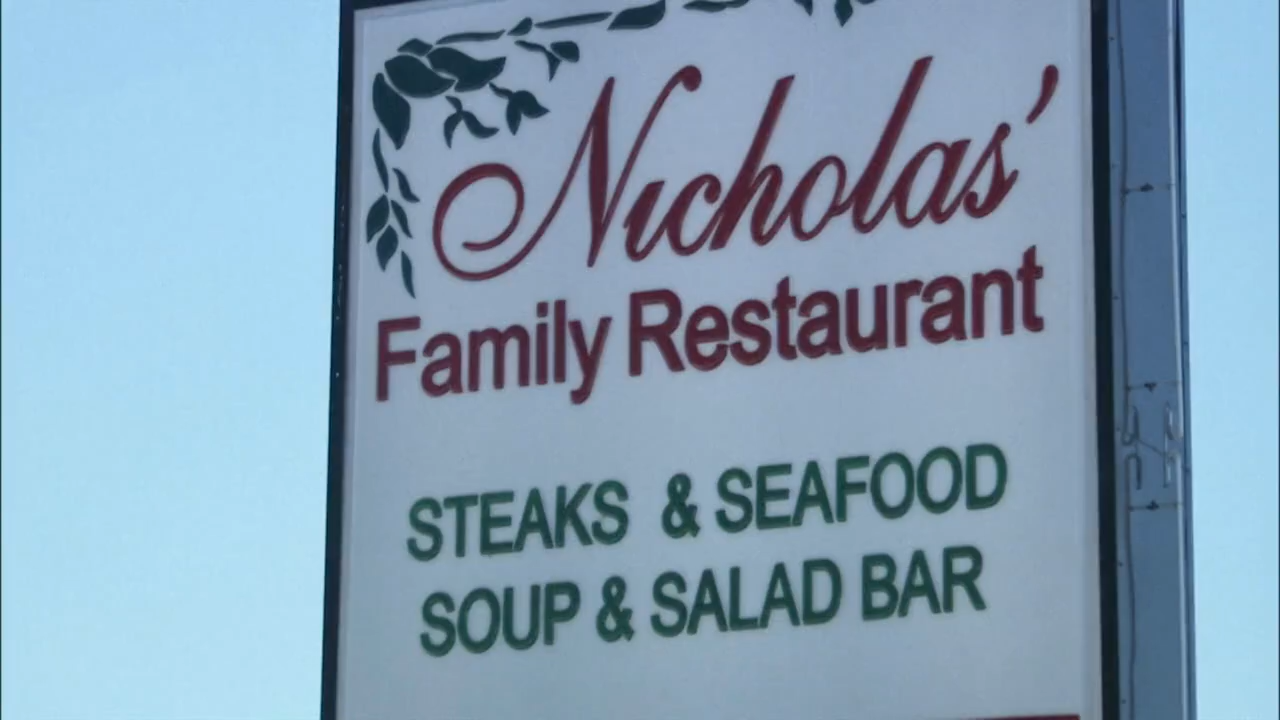 Nicholas'
Family Restaurant
STEAKS & SEAFOOD
SOUP & SALAD BAR